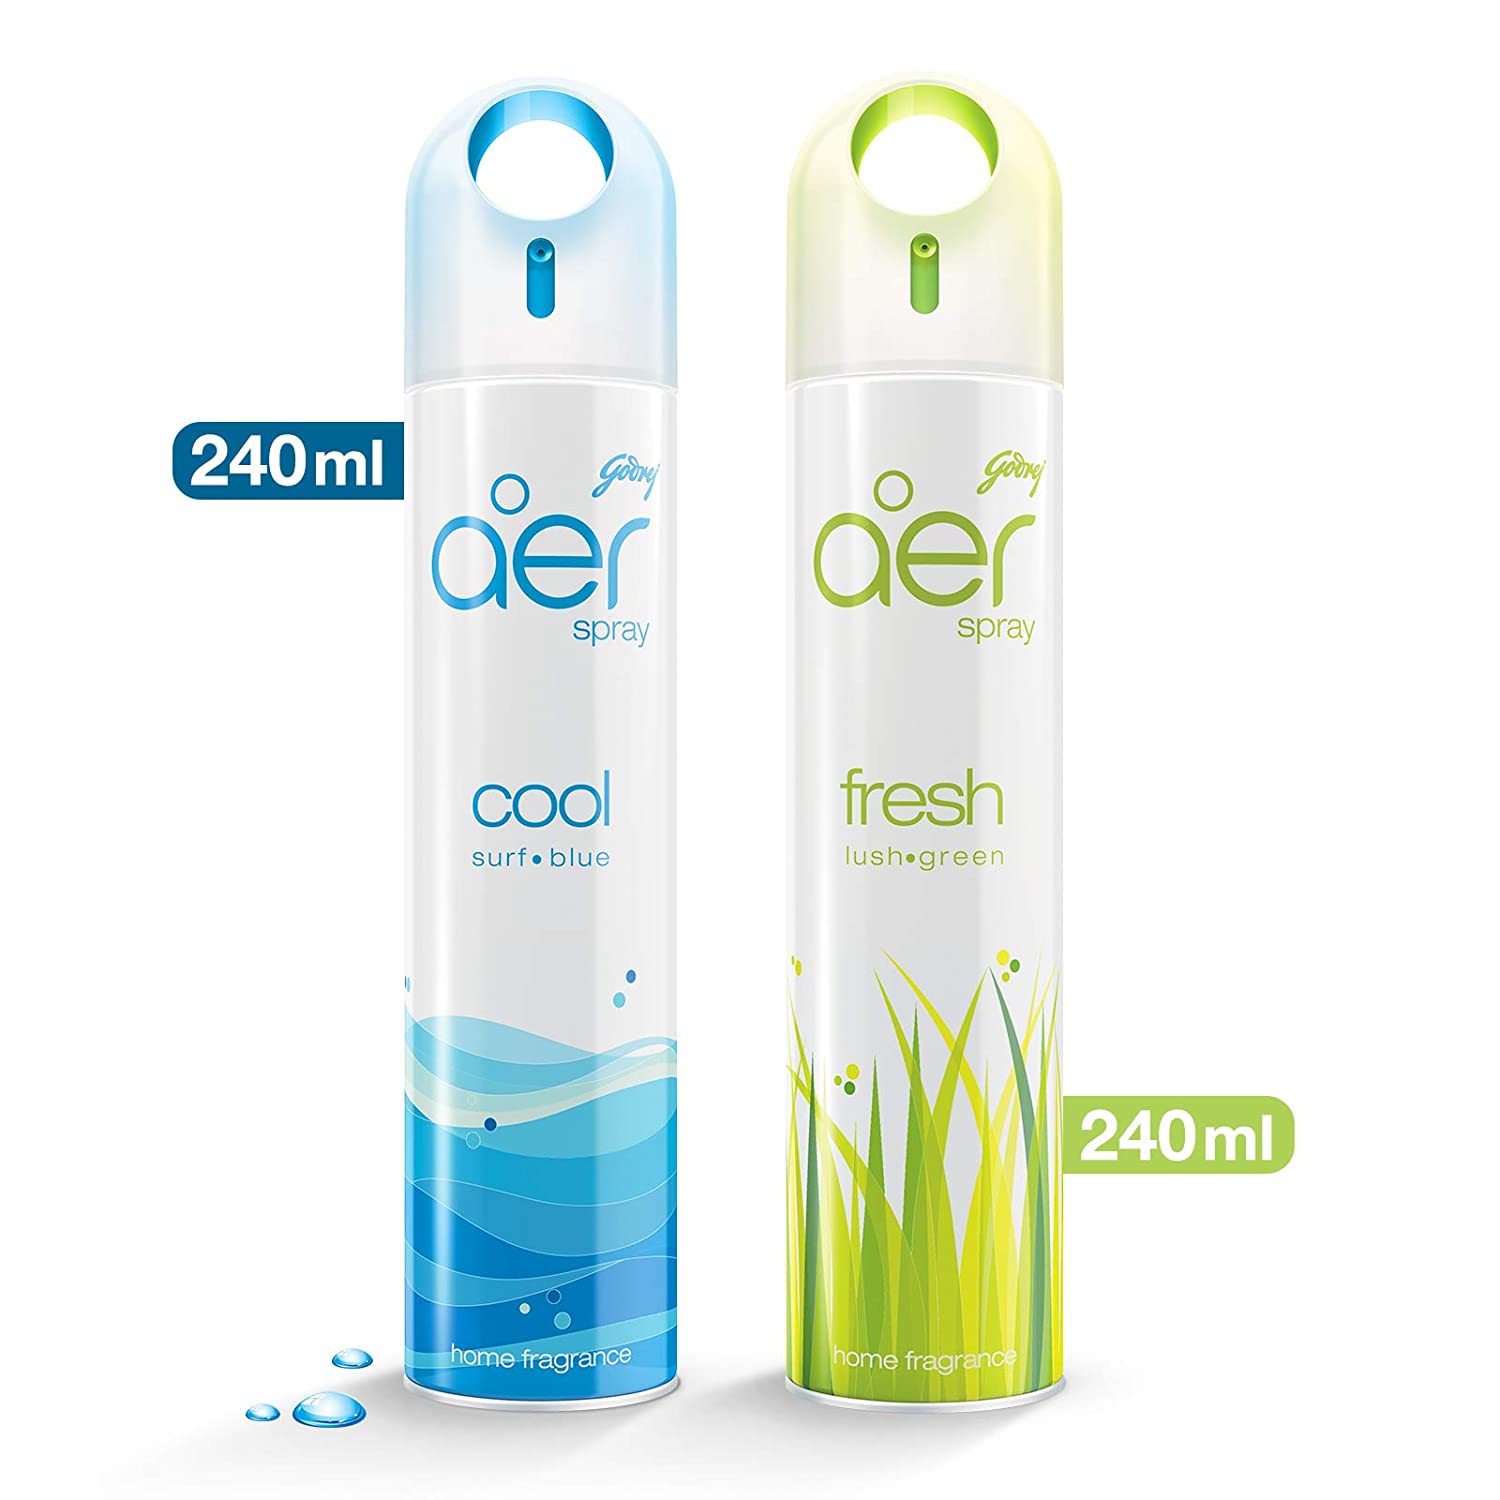 240ml
Godrej
aer
spray
cool
surf•blue
home fragrance
Godrej
aer
spray
fresh
lush•green
home fragrance
240ml